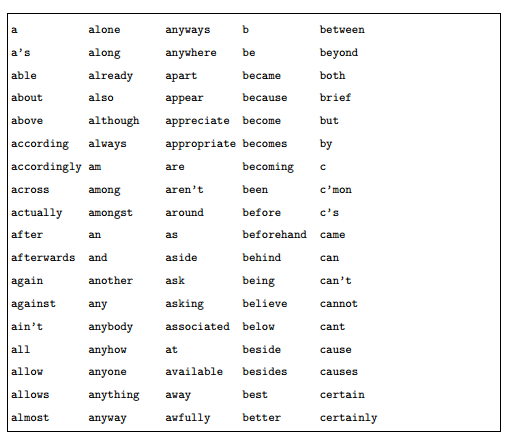 a alone anyways b between
a's along anywhere be beyond
able already apart became both
about also appear because brief
above although appreciate become but
according always appropriate becomes by
accordingly am are becoming c
across among aren't been c'mon
actually amongst around before c's
after an as beforehand came
afterwards and aside behind can
again another ask being can't
against any asking believe cannot
ain't anybody associated below cant
all anyhow at beside cause
allow anyone available besides causes
allows anything away best certain
almost anyway awfully better certainly